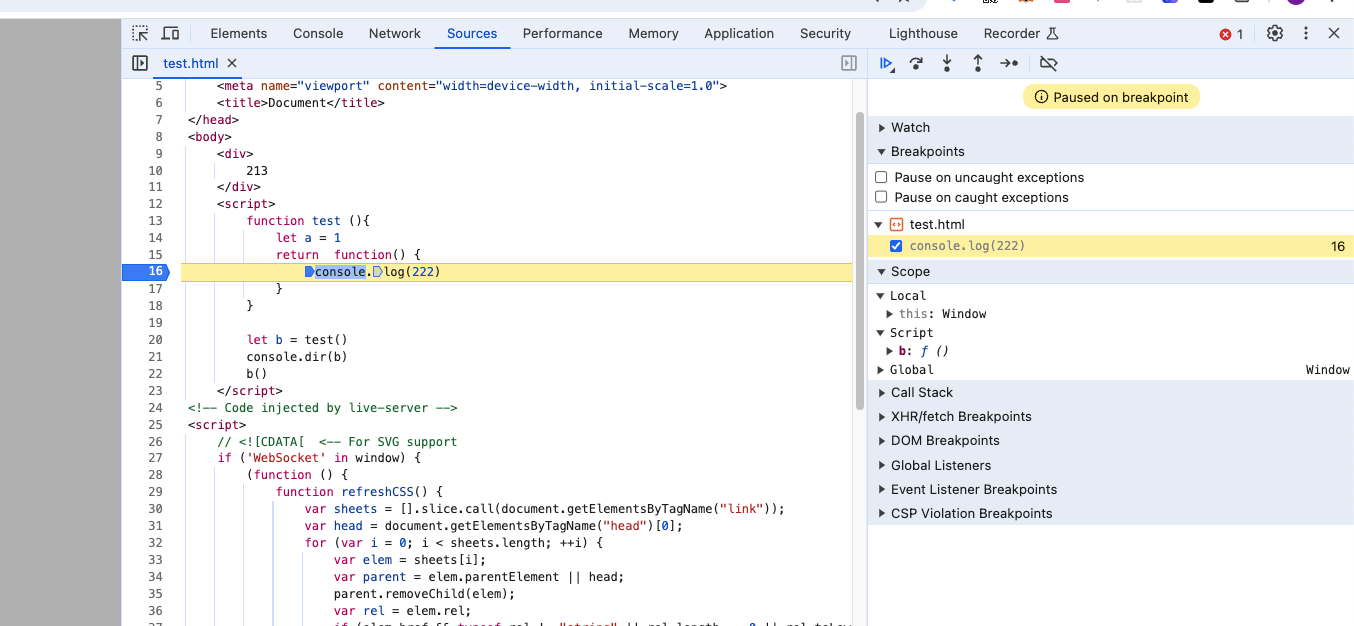 Elements Console Network Sources Performance Memory Application Security Lighthouse Recorder 1
test.html
5 <meta name="viewport" content="width=device-width, initial-scale=1.0">
6 <title>Document</title>
7 </head>
8 <body>
9 <div>
10 213
11 </div>
12 <script>
13 function test (){
14 let a = 1
15 return  function() {
16 console.log(222)
17 }
18 }
19
20 let b = test()
21 console.dir(b)
22 b()
23 </script>
24 <!-- Code injected by live-server -->
25 <script>
26 // <![CDATA[  <-- For SVG support
27 if ('WebSocket' in window) {
28 (function () {
29 function refreshCSS() {
30 var sheets = [].slice.call(document.getElementsByTagName("link"));
31 var head = document.getElementsByTagName("head")[0];
32 for (var i = 0; i < sheets.length; ++i) {
33 var elem = sheets[i];
34 var parent = elem.parentElement || head;
35 parent.removeChild(elem);
36 var rel = elem.rel;
Paused on breakpoint
Watch
Breakpoints
Pause on uncaught exceptions
Pause on caught exceptions
test.html
console.log(222) 16
Scope
Local
this: Window
Script
b: ƒ ()
Global Window
Call Stack
XHR/fetch Breakpoints
DOM Breakpoints
Global Listeners
Event Listener Breakpoints
CSP Violation Breakpoints